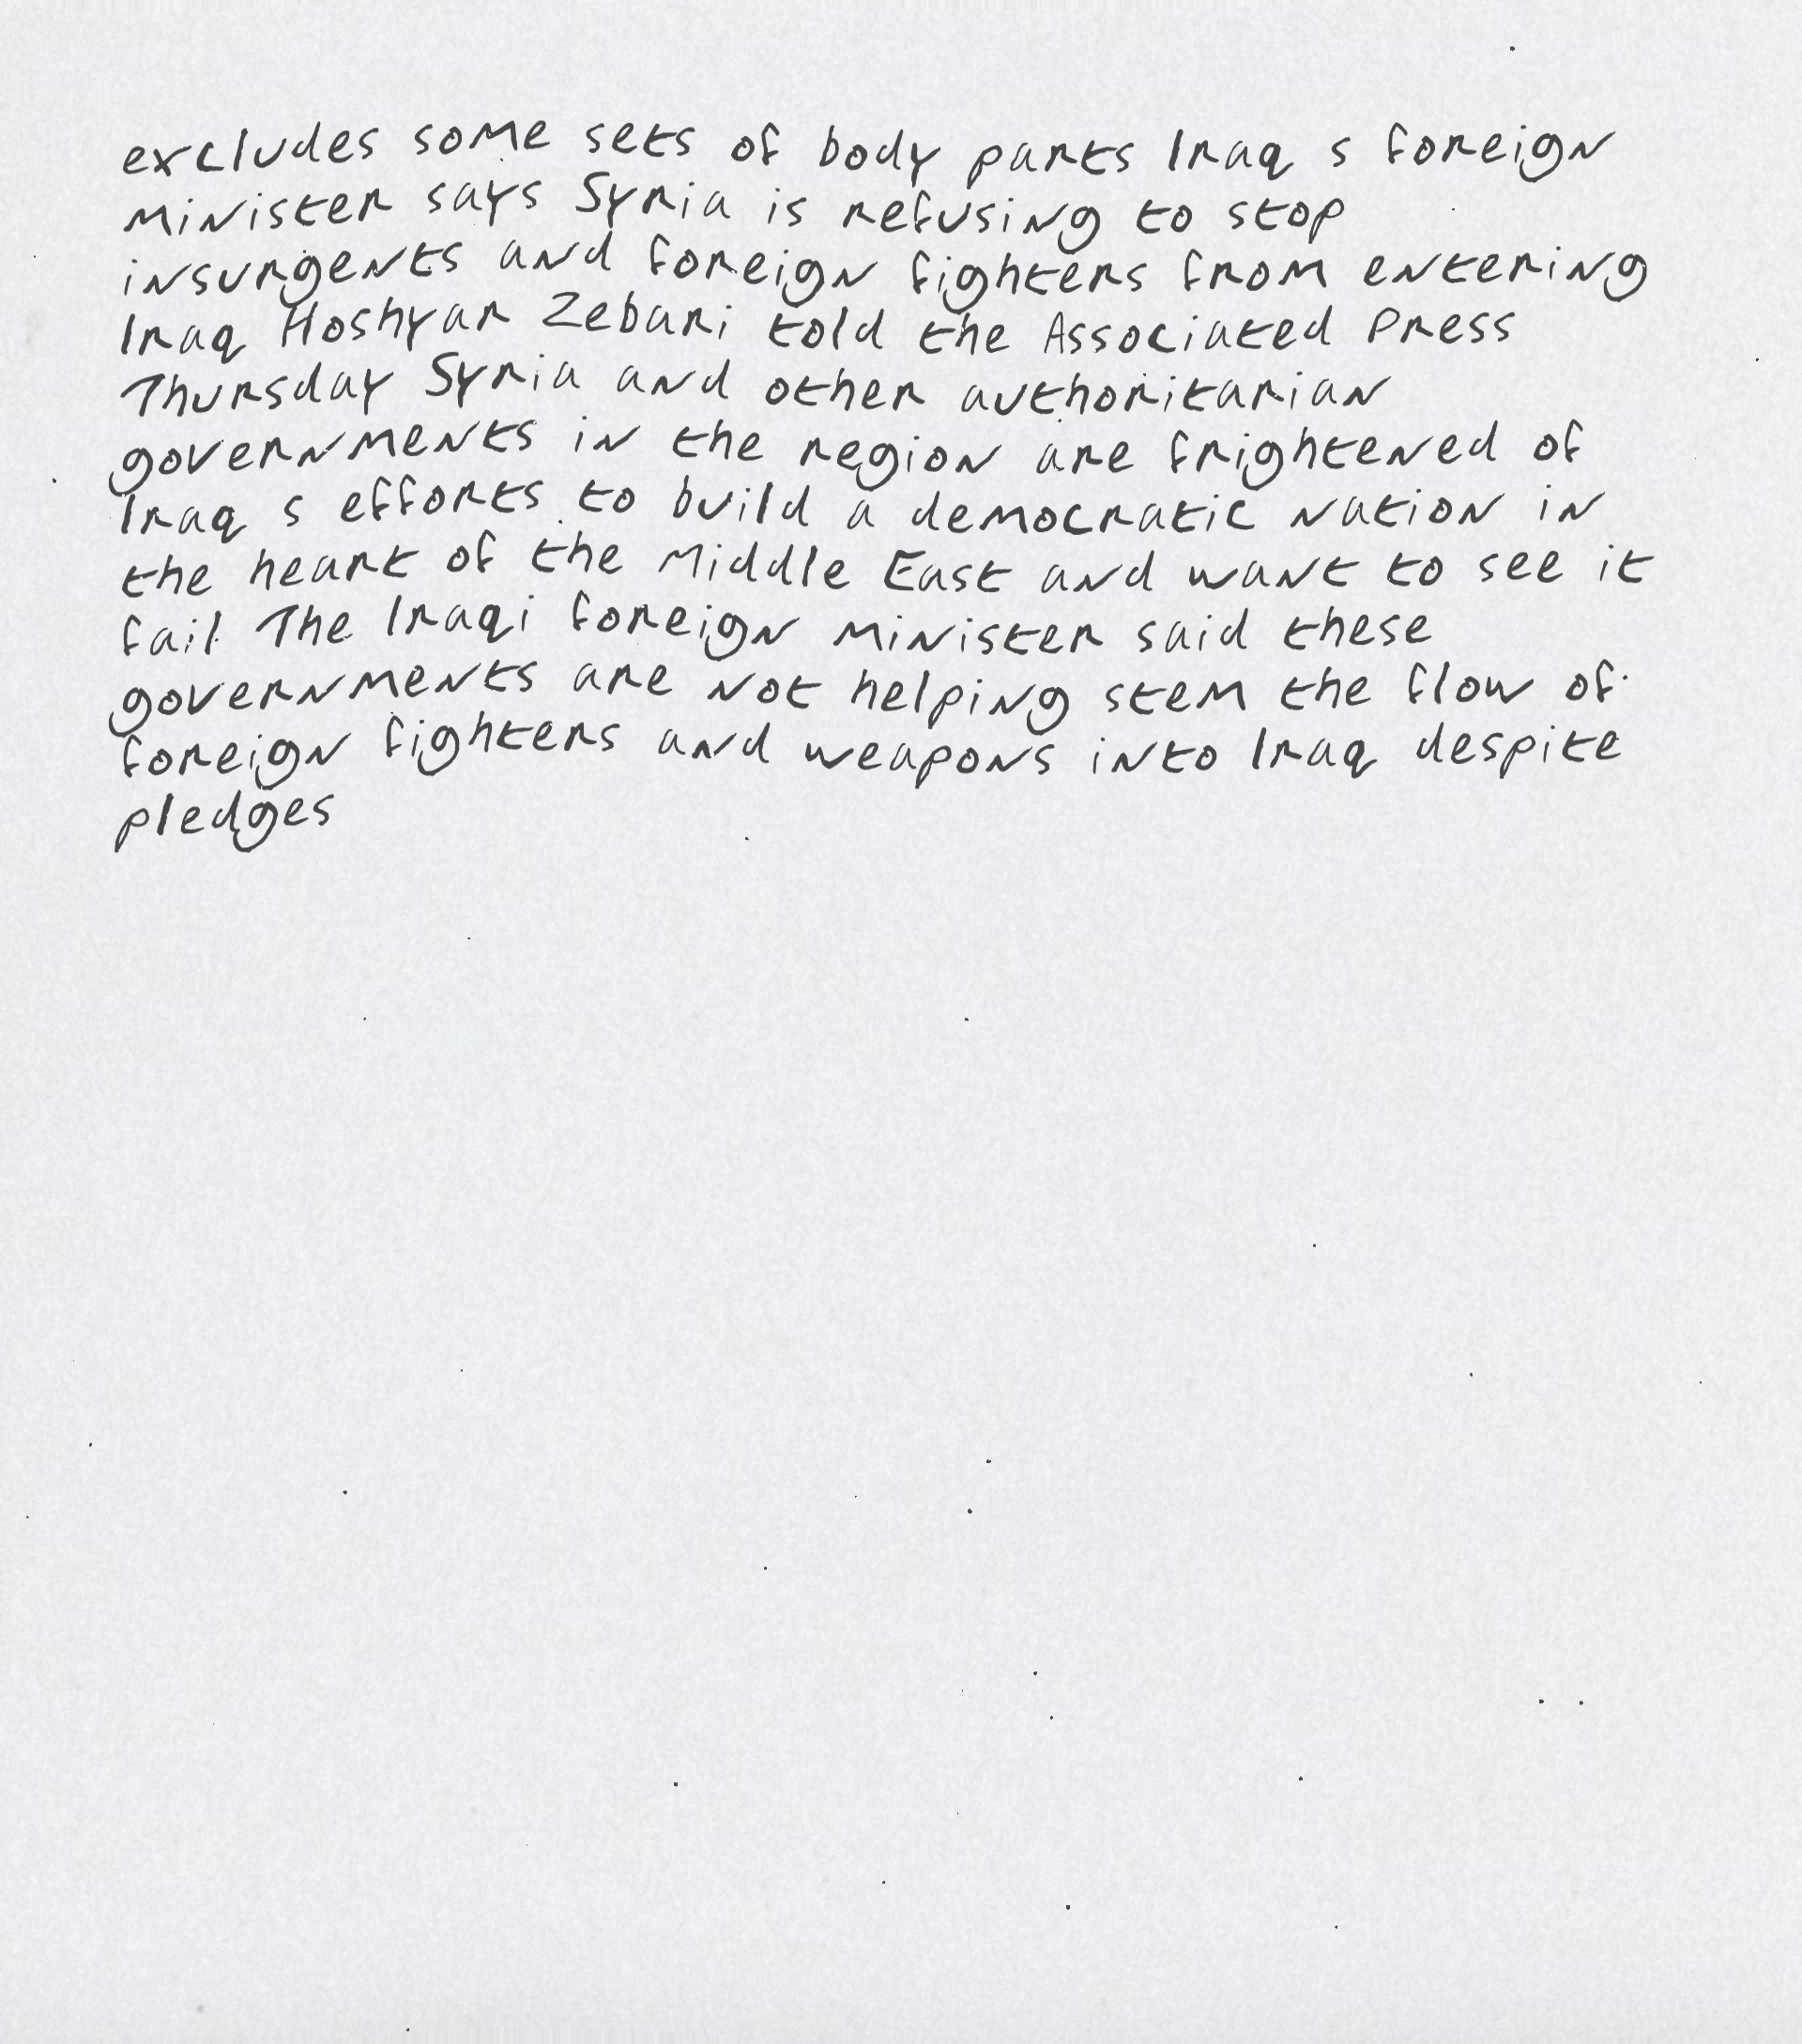 excludes some sets of body parts Iraq s foreign
minister says Syria is refusing to stop
insurgents and foreign fighters from entering
Iraq Hoshyar Zebari told the Associated Press
Thursday Syria and other authoritarian
governments in the region are frightened of
Iraq s efforts to build a democratic nation in
the heart of the Middle East and want to see it
fail The Iraqi foreign minister said these
governments are not helping stem the flow of
foreign fighters and weapons into Iraq despite
pledges